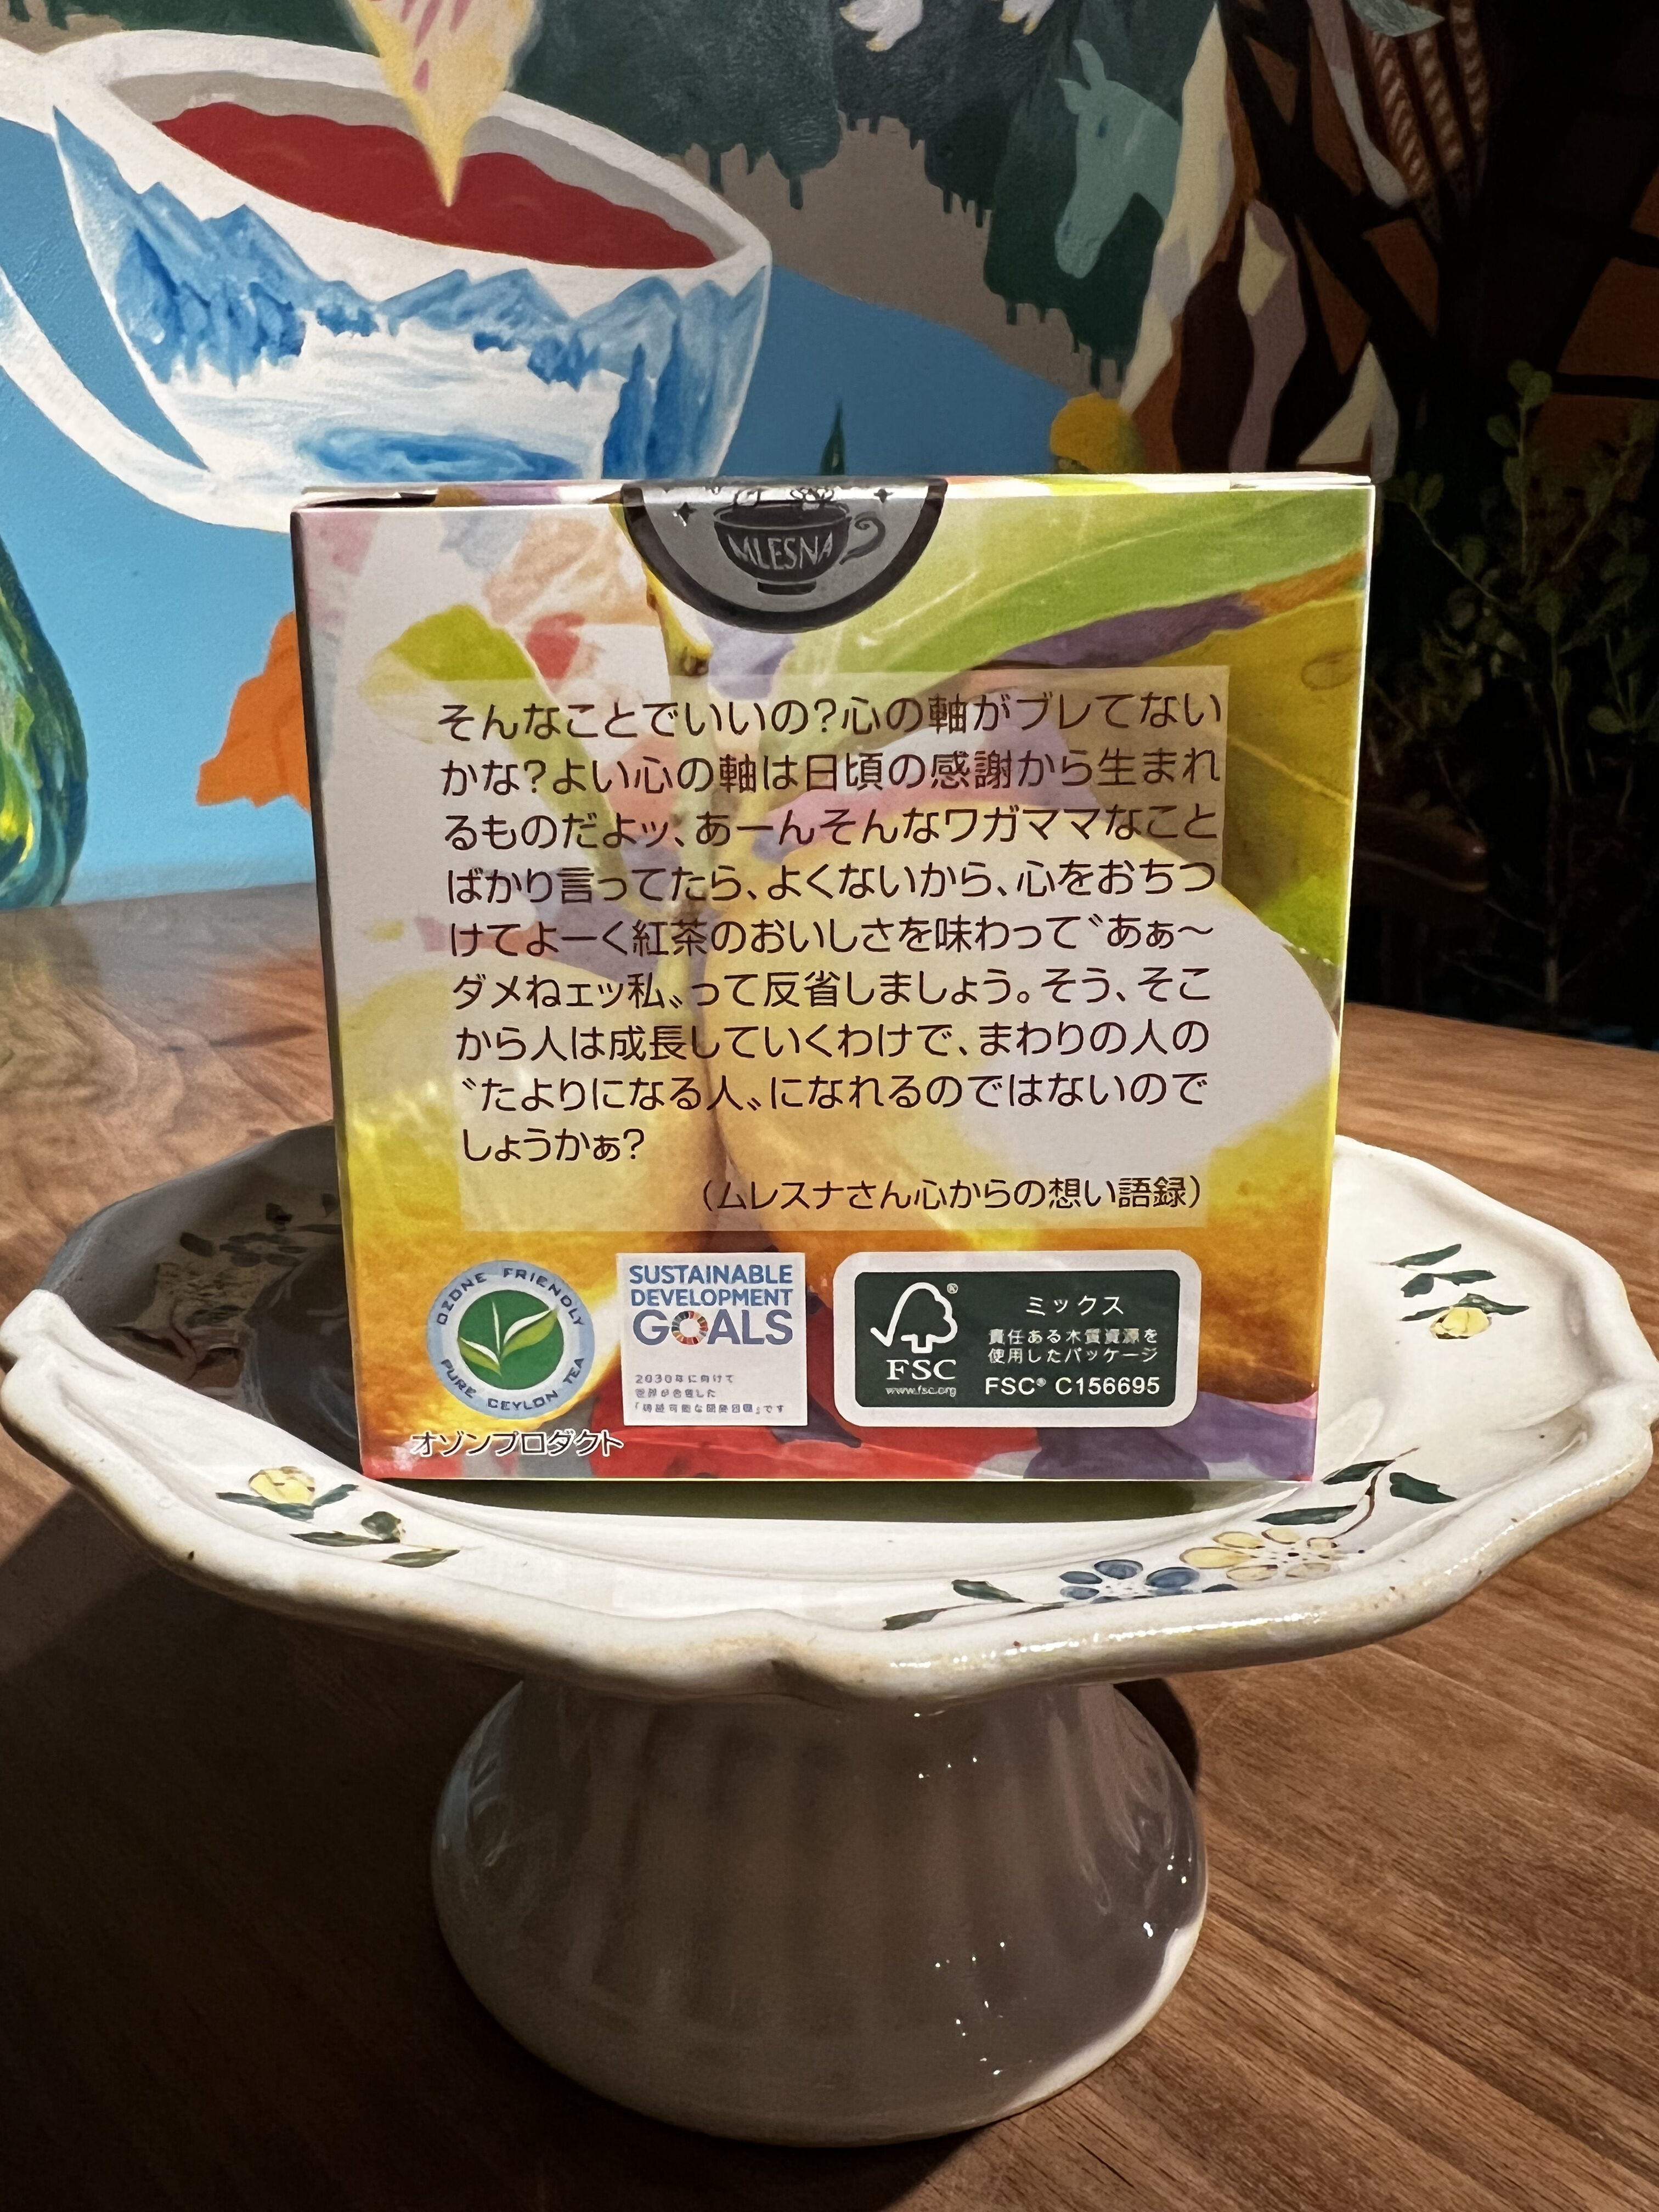 MLESNA
そんなことでいいの?心の軸がブレてない
かな?よい心の軸は日頃の感謝から生まれ
るものだよッ、あーんそんなワガママなこと
ばかり言ってたら、よくないから、心をおちつ
けてよーく紅茶のおいしさを味わって〝あぁ〜
ダメねェッ私〟って反省しましょう。そう、そこ
から人は成長していくわけで、まわりの人の
〝たよりになる人〟になれるのではないので
しょうかぁ?
(ムレスナさん心からの想い語録)
OZONE FRIENDLY
PURE CEYLON TEA
オゾンプロダクト
SUSTAINABLE
DEVELOPMENT
GOALS
2030年に向けて
世界が合意した
「持続可能な開発目標」です
FSC®
www.fsc.org
ミックス
責任ある木質資源を
使用したパッケージ
FSC® C156695